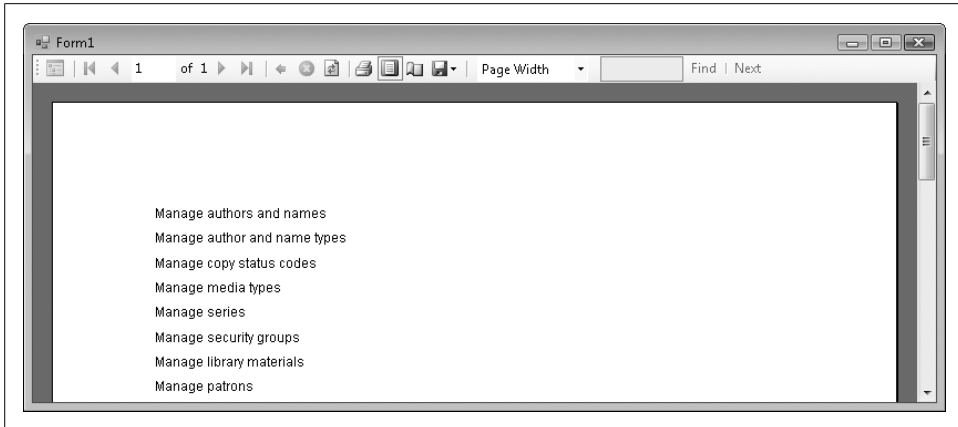 Form1
1 of 1 Page Width Find | Next
Manage authors and names
Manage author and name types
Manage copy status codes
Manage media types
Manage series
Manage security groups
Manage library materials
Manage patrons